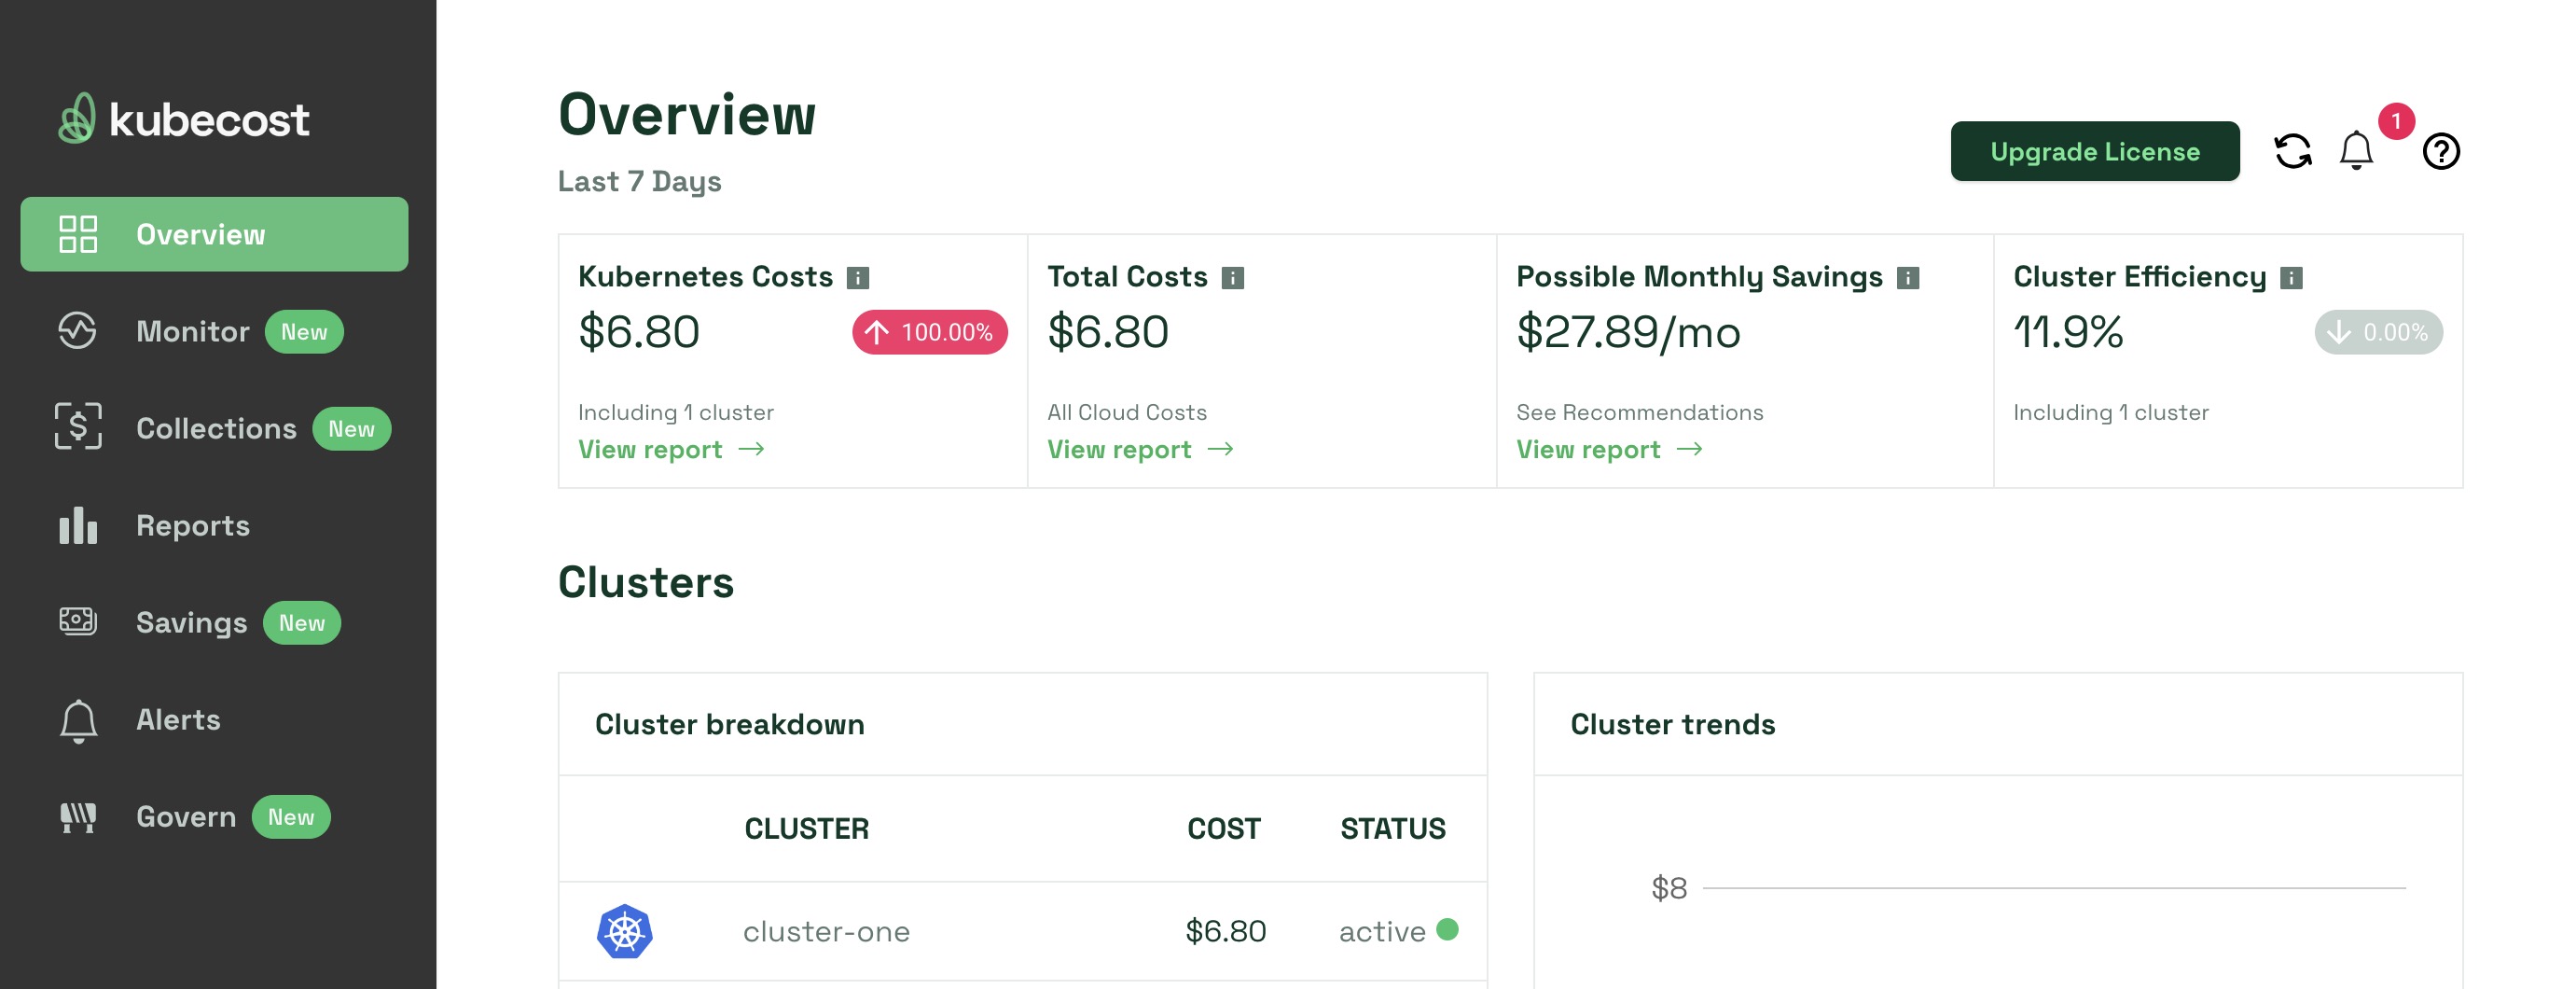 kubecost
Overview
Monitor New
Collections New
Reports
Savings New
Alerts
Govern New
Overview
Last 7 Days
Upgrade License
1
Kubernetes Costs
$6.80
100.00%
Including 1 cluster
View report
Total Costs
$6.80
All Cloud Costs
View report
Possible Monthly Savings
$27.89/mo
See Recommendations
View report
Cluster Efficiency
11.9%
0.00%
Including 1 cluster
Clusters
Cluster breakdown
CLUSTER COST STATUS
cluster-one $6.80 active
Cluster trends
$8